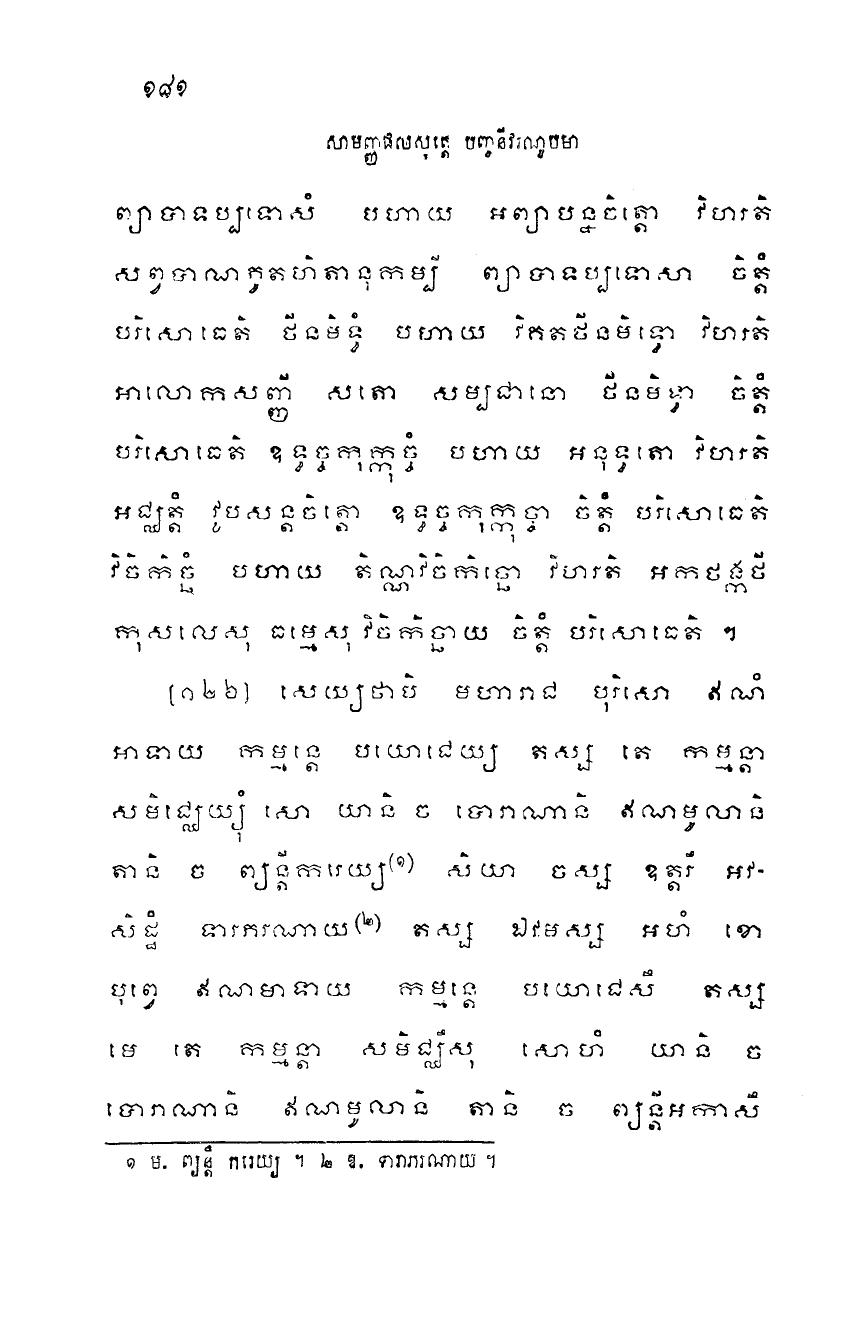 ១៨១
សាមញ្ញផលសុត្តេ បញ្ចនីវរណូបមា
ព្យាបាទប្បទោសំ បហាយ អព្យាបន្នចិត្តោ វិហរតិ
សព្វបាណភូតហិតានុកម្បី ព្យាបាទប្បទោសា ចិត្តំ
បរិសោធេតិ ថីនមិទ្ធំ បហាយ វិគតថីនមិទ្ធោ វិហរតិ
អាលោកសញ្ញី សតោ សម្បជានោ ថីនមិទ្ធា ចិត្តំ
បរិសោធេតិ ឧទ្ធច្ចកុក្កុច្ចំ បហាយ អនុទ្ធតោ វិហរតិ
អជ្ឈត្តំ វូបសន្តចិត្តោ ឧទ្ធច្ចកុក្កុច្ចា ចិត្តំ បរិសោធេតិ
វិចិកិច្ឆំ បហាយ តិណ្ណវិចិកិច្ឆោ វិហរតិ អកថង្កថី
កុសលេសុ ធម្មេសុ វិចិកិច្ឆាយ ចិត្តំ បរិសោធេតិ ។
[១២៦] សេយ្យថាបិ មហារាជ បុរិសោ ឥណំ
អាទាយ កម្មន្តេ បយោជេយ្យ តស្ស តេ កម្មន្តា
សមិជ្ឈេយ្យុំ សោ យានិ ច បោរាណានិ ឥណមូលានិ
តានិ ច ព្យន្តីករេយ្យ(១) សិយា ចស្ស ឧត្តរឹ អវ-
សិដ្ឋំ ទារភរណាយ(២) តស្ស ឯវមស្ស អហំ ខោ
បុព្វេ ឥណមាទាយ កម្មន្តេ បយោជេសឹ តស្ស
មេ តេ កម្មន្តា សមិជ្ឈឹសុ សោហំ យានិ ច
បោរាណានិ ឥណមូលានិ តានិ ច ព្យន្តីអកាសឹ
១ ម. ព្យន្តឹ ករេយ្យ ។ ២ ឱ. ទារាភរណាយ ។